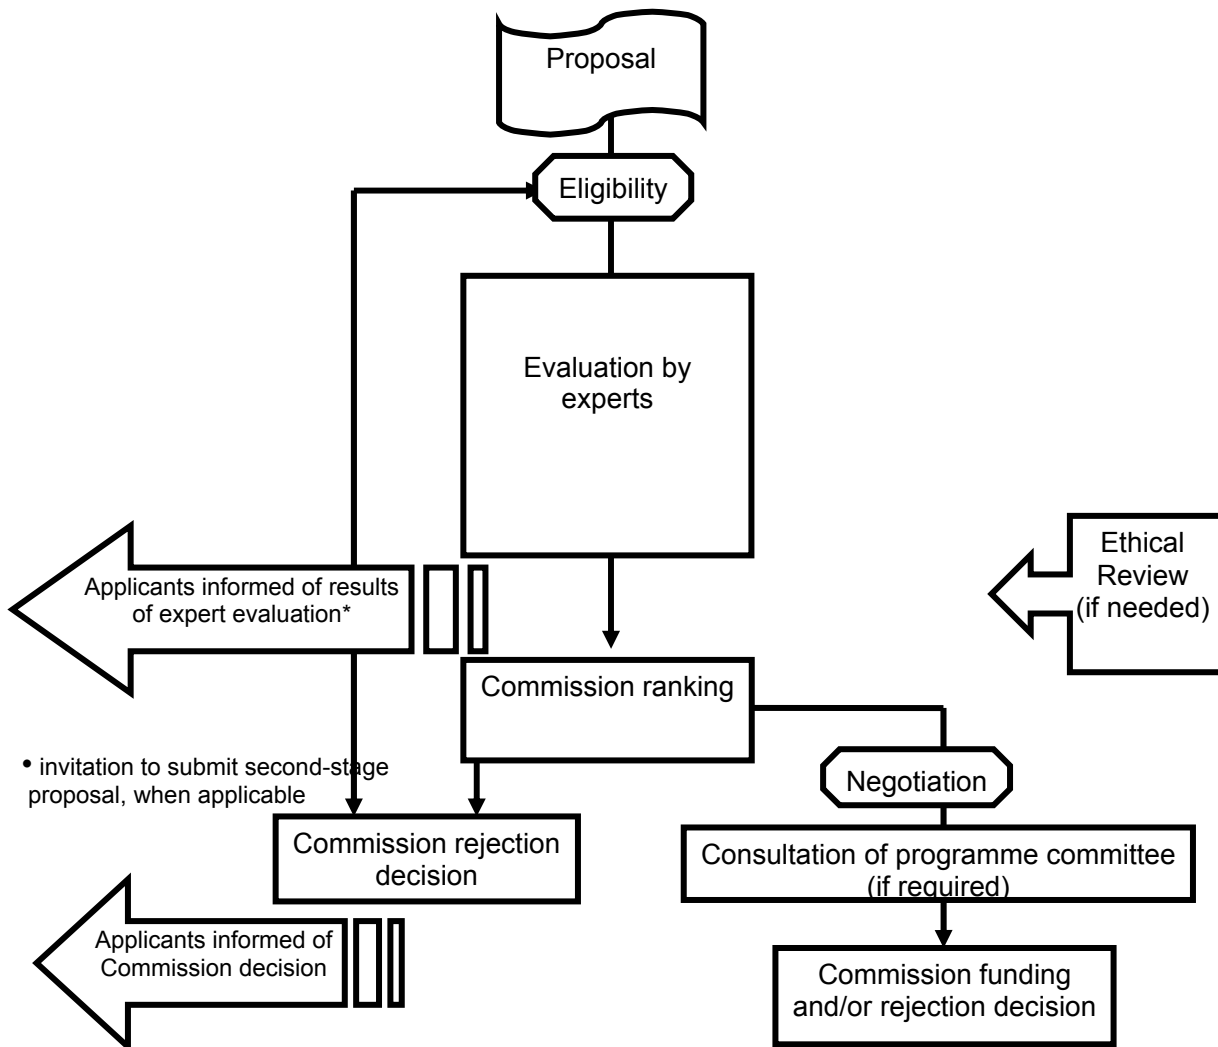 Proposal
Eligibility
Evaluation by
experts
Ethical
Review
(if needed)
Applicants informed of results
of expert evaluation*
Commission ranking
• invitation to submit second-stage
proposal, when applicable
Negotiation
Commission rejection
decision
Consultation of programme committee
(if required)
Applicants informed of
Commission decision
Commission funding
and/or rejection decision